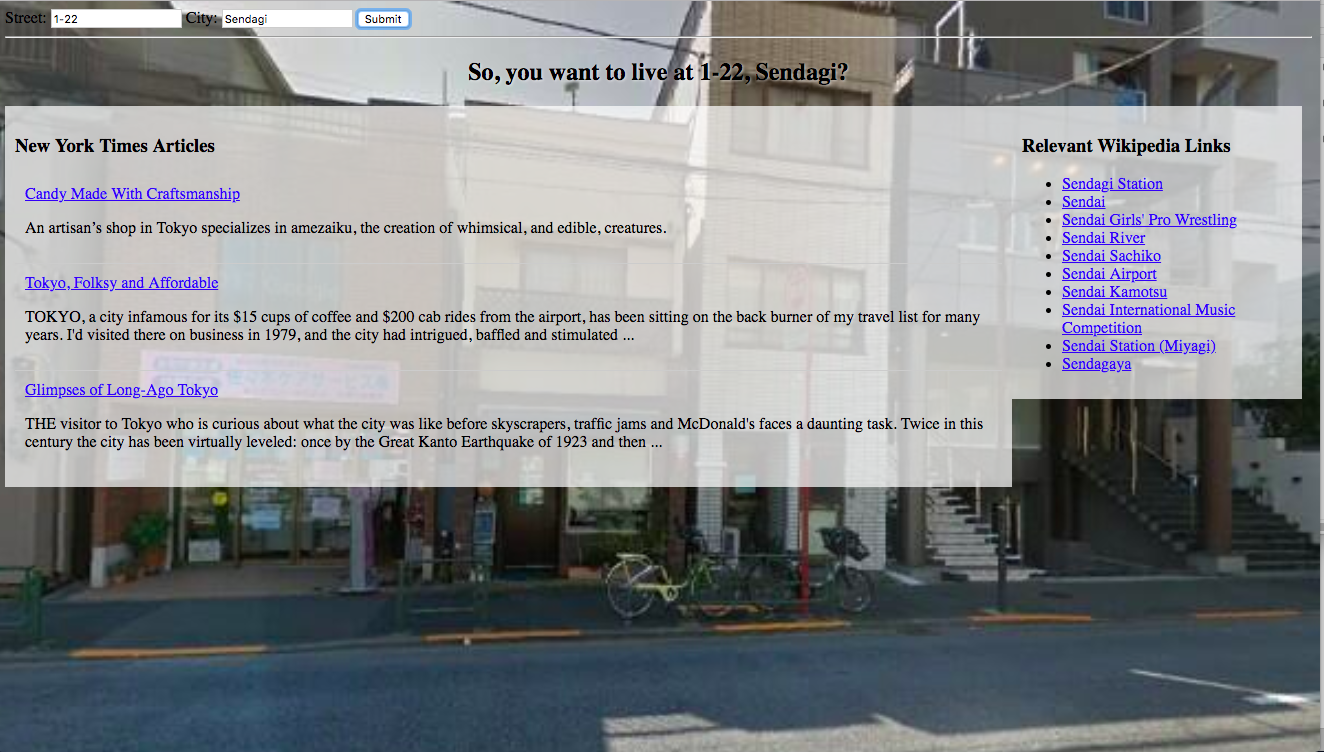 Street: 1-22 City: Sendagi Submit
So, you want to live at 1-22, Sendagi?
New York Times Articles
Candy Made With Craftsmanship
An artisan’s shop in Tokyo specializes in amezaiku, the creation of whimsical, and edible, creatures.
Tokyo, Folksy and Affordable
TOKYO, a city infamous for its $15 cups of coffee and $200 cab rides from the airport, has been sitting on the back burner of my travel list for many
years. I'd visited there on business in 1979, and the city had intrigued, baffled and stimulated ...
Glimpses of Long-Ago Tokyo
THE visitor to Tokyo who is curious about what the city was like before skyscrapers, traffic jams and McDonald's faces a daunting task. Twice in this
century the city has been virtually leveled: once by the Great Kanto Earthquake of 1923 and then ...
Relevant Wikipedia Links
Sendagi Station
Sendai
Sendai Girls' Pro Wrestling
Sendai River
Sendai Sachiko
Sendai Airport
Sendai Kamotsu
Sendai International Music
Competition
Sendai Station (Miyagi)
Sendagaya